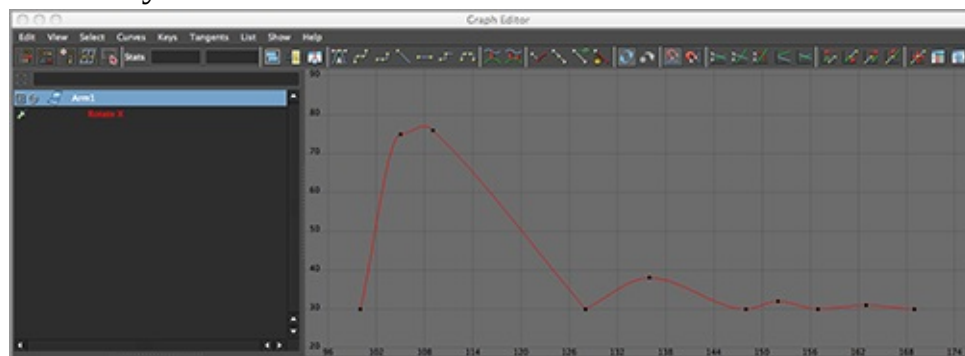 Graph Editor
Edit View Select Curves Keys Tangents List Show Help
Stats
Arm1
Rotate X
90
80
70
60
50
40
30
20
96 102 108 114 120 126 132 138 144 150 156 162 168 174